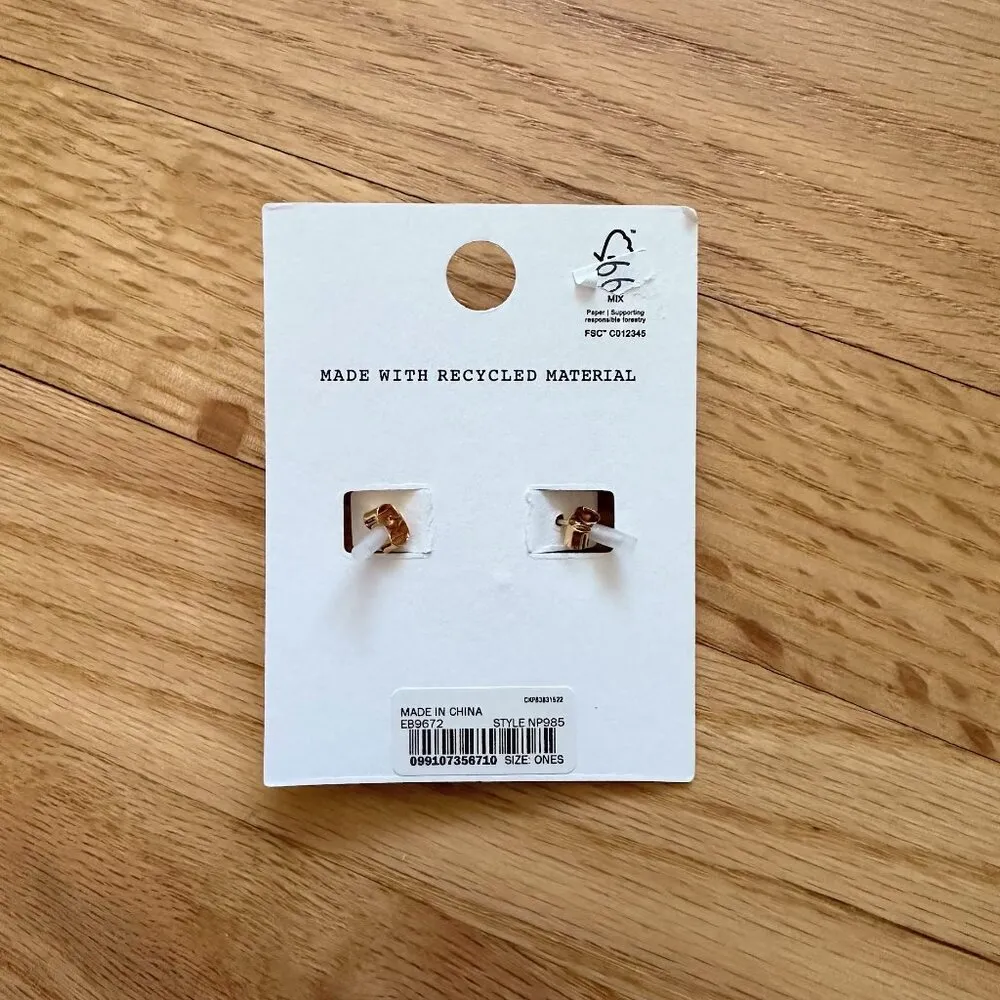 MIX
Paper | Supporting
responsible forestry
FSC™ C012345
MADE WITH RECYCLED MATERIAL
CKP83831522
MADE IN CHINA
EB9672 STYLE NP985
099107356710 SIZE: ONES